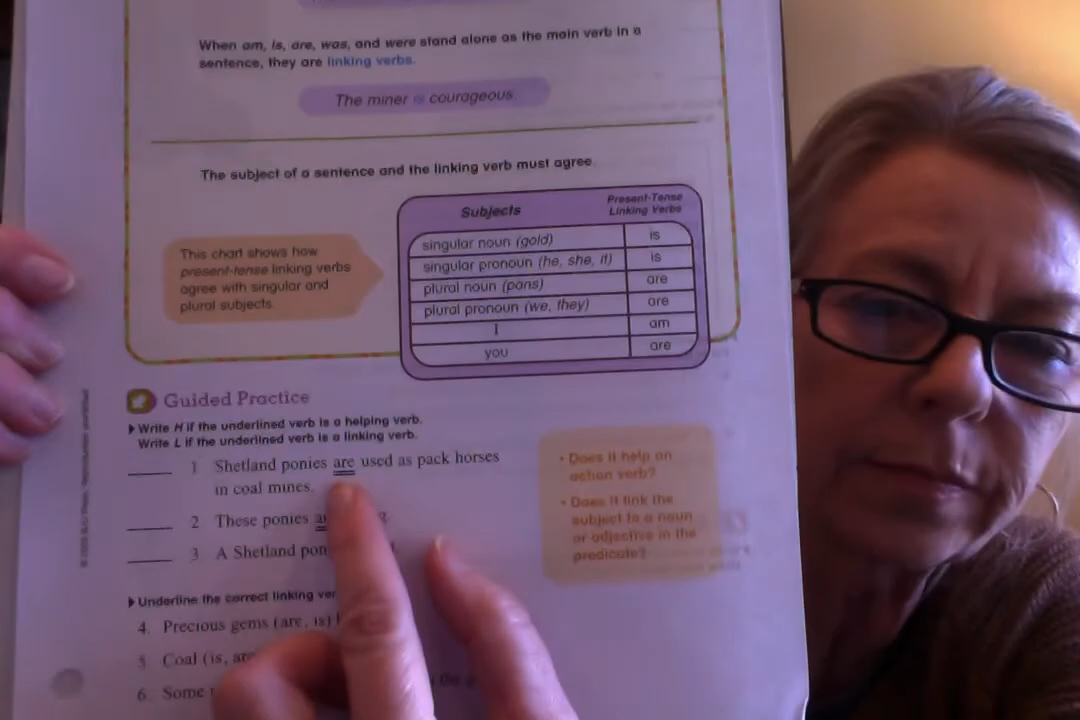 When am, is, are, was, and were stand alone as the main verb in a
sentence, they are linking verbs.
The miner is courageous.
The subject of a sentence and the linking verb must agree.
This chart shows how
present-tense linking verbs
agree with singular and
plural subjects.
Subjects
Present-Tense
Linking Verbs
singular noun (gold) is
singular pronoun (he, she, it) is
plural noun (pans) are
plural pronoun (we, they) are
I am
you are
Guided Practice
Write H if the underlined verb is a helping verb.
Write L if the underlined verb is a linking verb.
1 Shetland ponies are used as pack horses
in coal mines.
2 These ponies
3 A Shetland
• Does it help an
action verb?
• Does it link the
subject to a noun
or adjective in the
predicate?
Underline the correct linking
4. Precious gems (are, is)
5 Coal (is,
6. Some